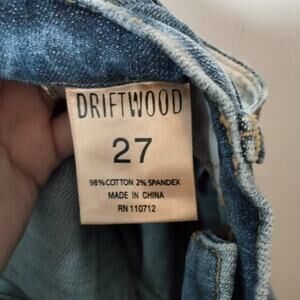 DRIFTWOOD
27
98% COTTON 2% SPANDEX
MADE IN CHINA
RN 110712